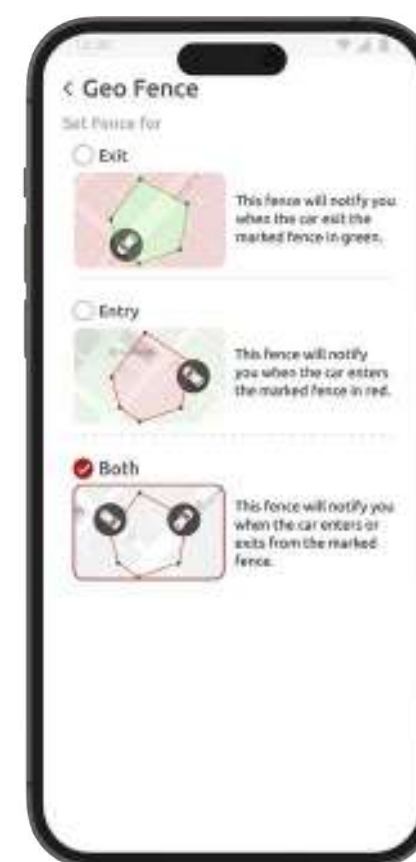 < Geo Fence
Set Fence for
Exit
This fence will notify you
when the car exit the
marked fence in green.
Entry
This fence will notify
you when the car enters
the marked fence in red.
Both
This fence will notify you
when the car enters or
exits from the marked
fence.